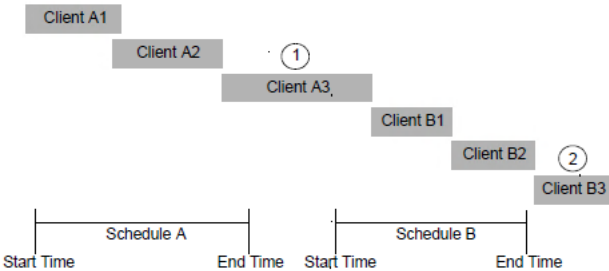 Client A1
Client A2
1
Client A3
Client B1
Client B2
2
Client B3
Schedule A
Schedule B
Start Time
End Time
Start Time
End Time